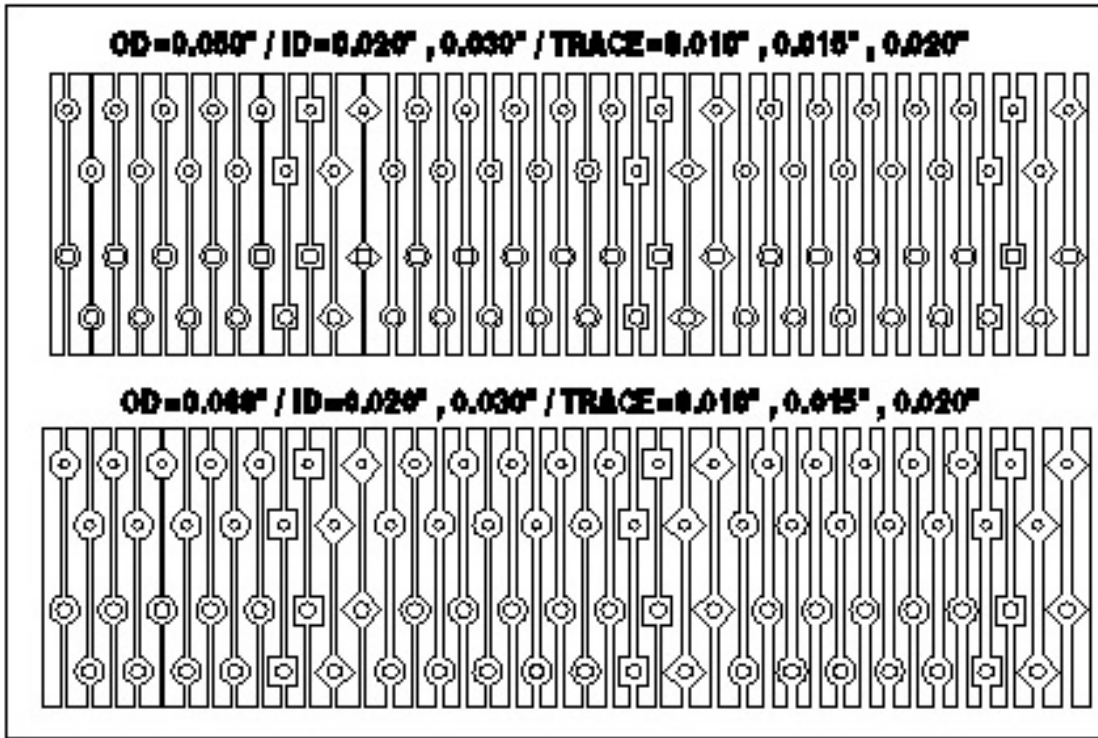 OD=0.050" / ID=0.020" , 0.030" / TRACE=0.010" , 0.015" , 0.020"
OD=0.060" / ID=0.020" , 0.030" / TRACE=0.010" , 0.015" , 0.020"